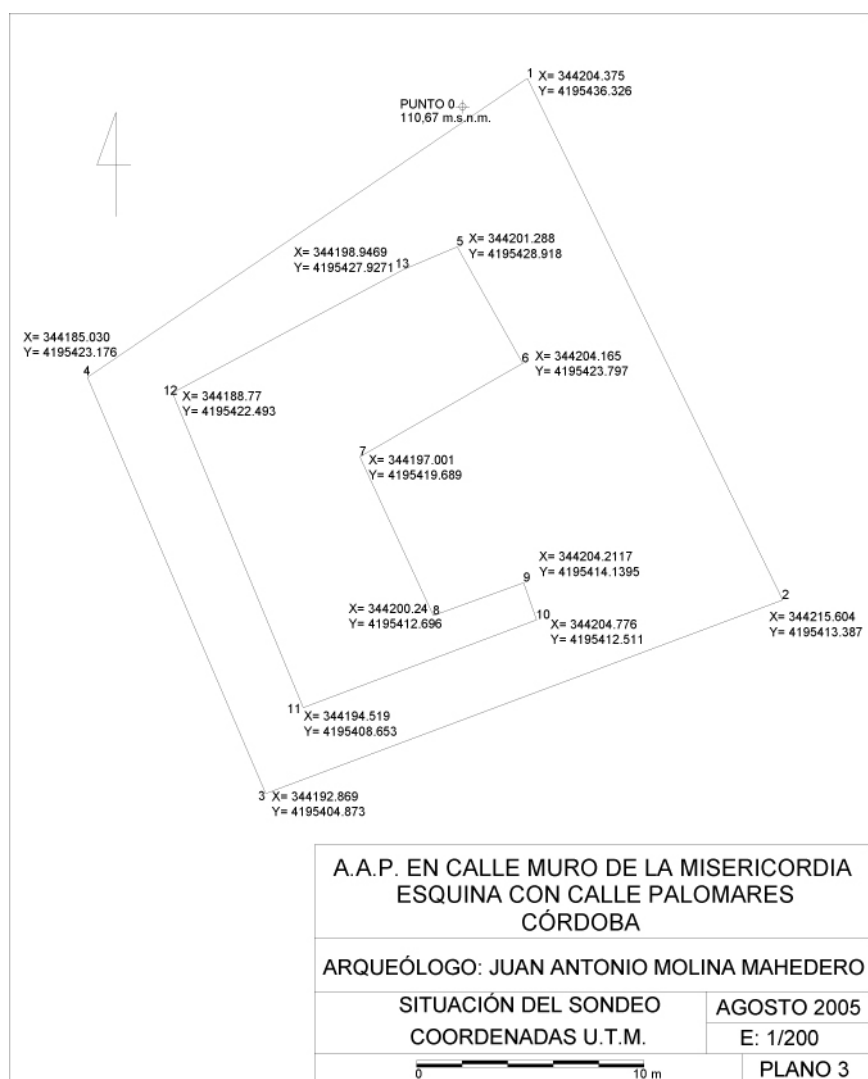 1
X= 344204.375
Y= 4195436.326
PUNTO 0
110,67 m.s.n.m.
5
X= 344201.288
Y= 4195428.918
X= 344198.9469
Y= 4195427.9271
13
X= 344185.030
Y= 4195423.176
4
6
X= 344204.165
Y= 4195423.797
12
X= 344188.77
Y= 4195422.493
7
X= 344197.001
Y= 4195419.689
9
X= 344204.2117
Y= 4195414.1395
2
X= 344215.604
Y= 4195413.387
X= 344200.24
Y= 4195412.696
8
10
X= 344204.776
Y= 4195412.511
11
X= 344194.519
Y= 4195408.653
3
X= 344192.869
Y= 4195404.873
A.A.P. EN CALLE MURO DE LA MISERICORDIA
ESQUINA CON CALLE PALOMARES
CÓRDOBA
ARQUEÓLOGO: JUAN ANTONIO MOLINA MAHEDERO
SITUACIÓN DEL SONDEO
COORDENADAS U.T.M.
AGOSTO 2005
E: 1/200
0 10 m
PLANO 3